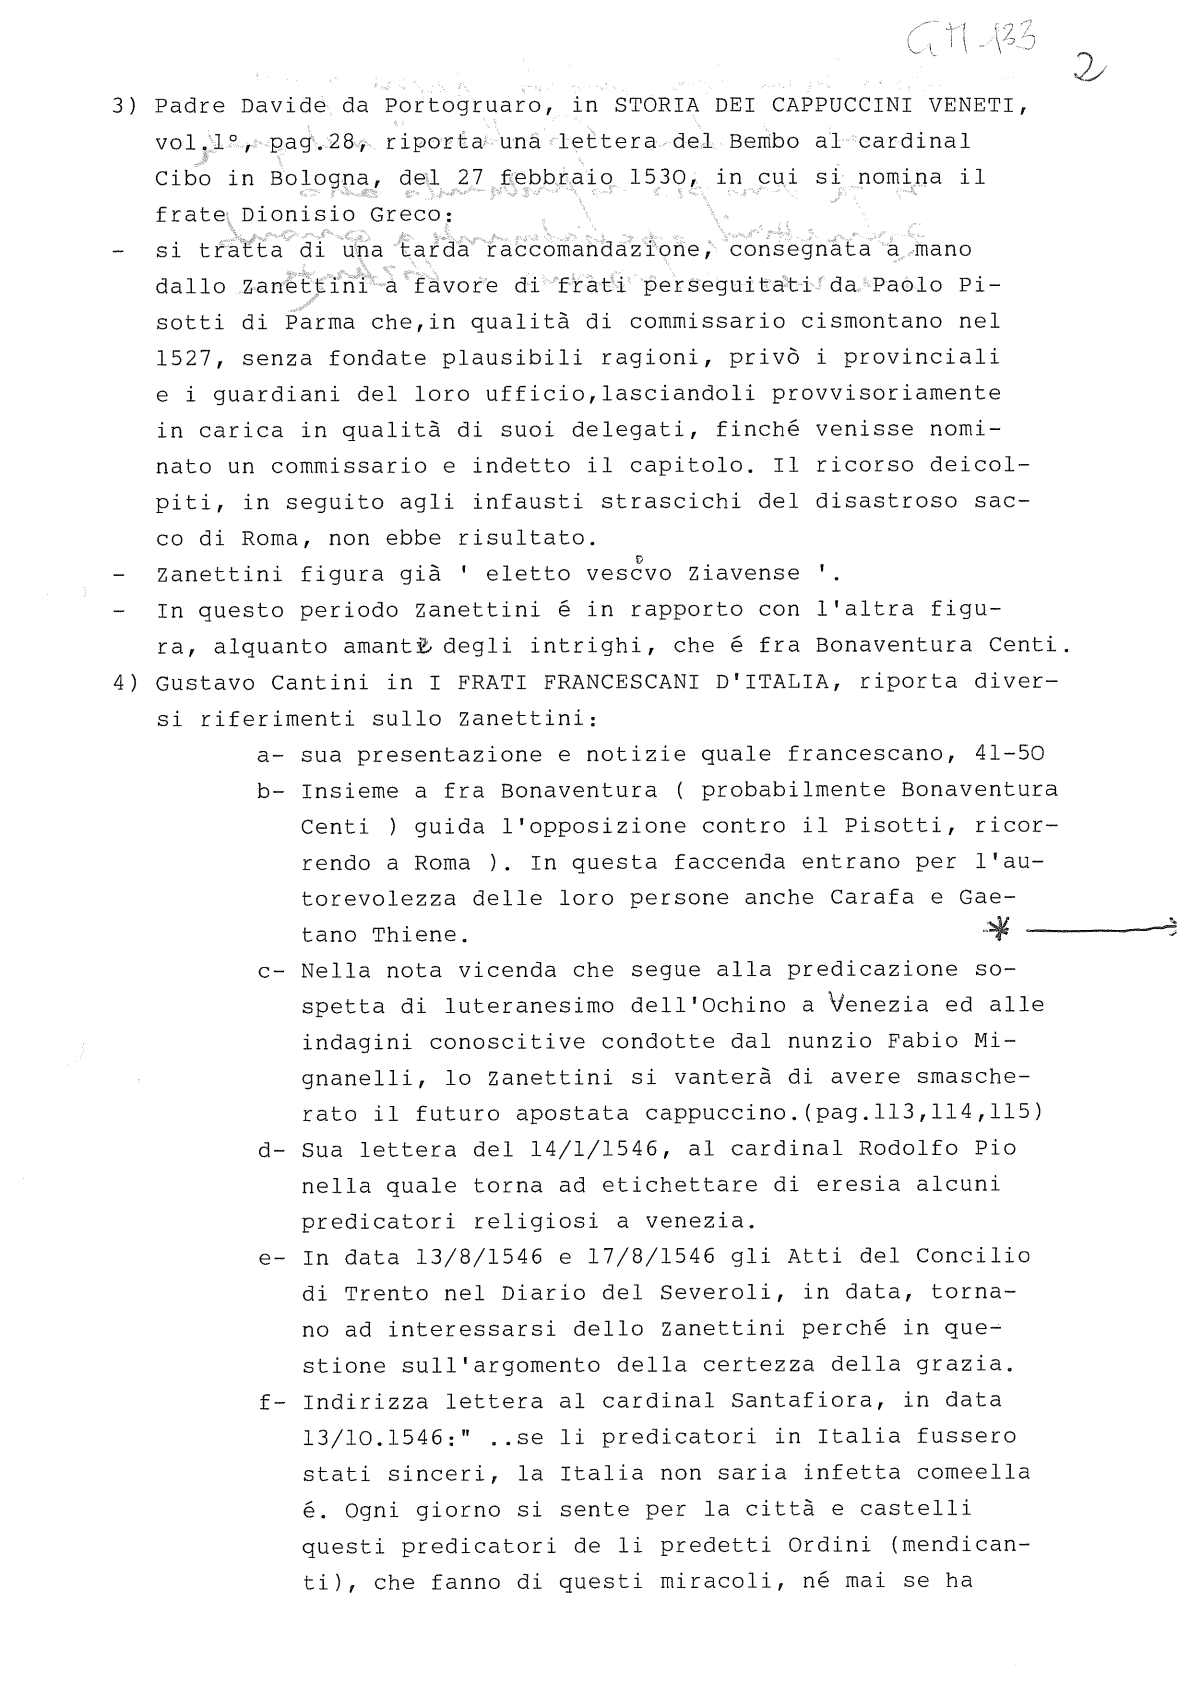 GM 133
2
3) Padre Davide da Portogruaro, in STORIA DEI CAPPUCCINI VENETI,
vol.1°, pag.28, riporta una lettera del Bembo al cardinal
Cibo in Bologna, del 27 febbraio 1530, in cui si nomina il
frate Dionisio Greco:
- si tratta di una tarda raccomandazione, consegnata a mano
dallo Zanettini a favore di frati perseguitati da Paolo Pi-
sotti di Parma che,in qualità di commissario cismontano nel
1527, senza fondate plausibili ragioni, privò i provinciali
e i guardiani del loro ufficio,lasciandoli provvisoriamente
in carica in qualità di suoi delegati, finché venisse nomi-
nato un commissario e indetto il capitolo. Il ricorso deicol-
piti, in seguito agli infausti strascichi del disastroso sac-
co di Roma, non ebbe risultato.
- Zanettini figura già ' eletto vescovo Ziavense '.
- In questo periodo Zanettini é in rapporto con l'altra figu-
ra, alquanto amante degli intrighi, che é fra Bonaventura Centi.
4) Gustavo Cantini in I FRATI FRANCESCANI D'ITALIA, riporta diver-
si riferimenti sullo Zanettini:
a- sua presentazione e notizie quale francescano, 41-50
b- Insieme a fra Bonaventura ( probabilmente Bonaventura
Centi ) guida l'opposizione contro il Pisotti, ricor-
rendo a Roma ). In questa faccenda entrano per l'au-
torevolezza delle loro persone anche Carafa e Gae-
tano Thiene. *
c- Nella nota vicenda che segue alla predicazione so-
spetta di luteranesimo dell'Ochino a Venezia ed alle
indagini conoscitive condotte dal nunzio Fabio Mi-
gnanelli, lo Zanettini si vanterà di avere smasche-
rato il futuro apostata cappuccino.(pag.113,114,115)
d- Sua lettera del 14/1/1546, al cardinal Rodolfo Pio
nella quale torna ad etichettare di eresia alcuni
predicatori religiosi a venezia.
e- In data 13/8/1546 e 17/8/1546 gli Atti del Concilio
di Trento nel Diario del Severoli, in data, torna-
no ad interessarsi dello Zanettini perché in que-
stione sull'argomento della certezza della grazia.
f- Indirizza lettera al cardinal Santafiora, in data
13/10.1546:" ..se li predicatori in Italia fussero
stati sinceri, la Italia non saria infetta comeella
é. Ogni giorno si sente per la città e castelli
questi predicatori de li predetti Ordini (mendican-
ti), che fanno di questi miracoli, né mai se ha